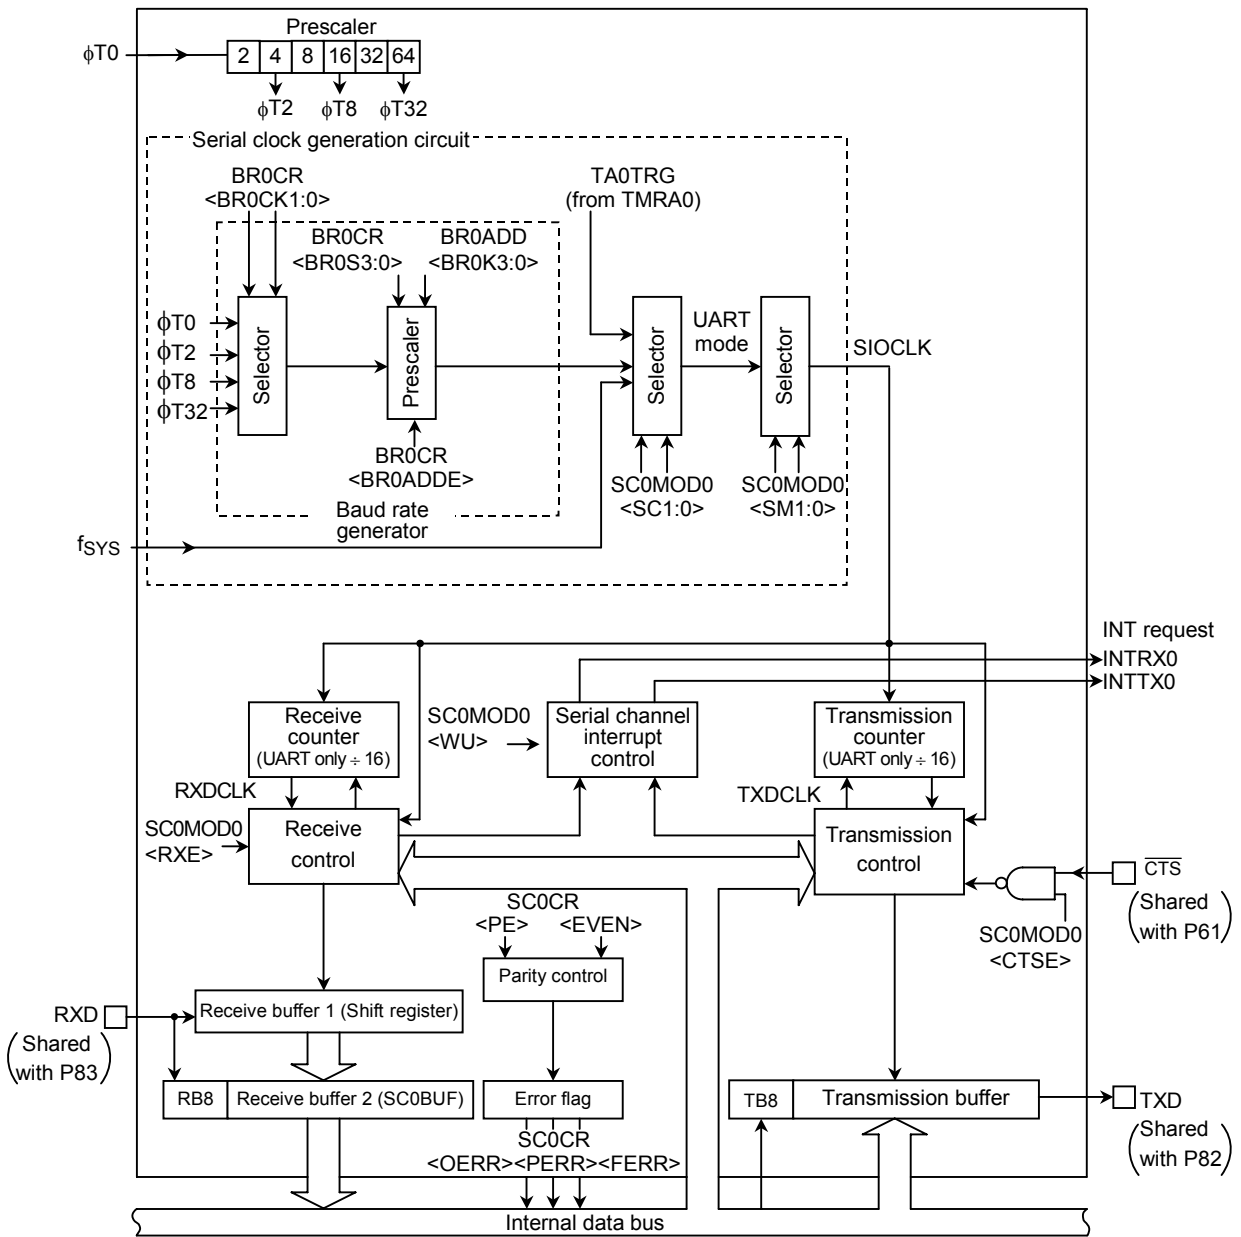 Prescaler
ϕT0
2 4 8 16 32 64
ϕT2 ϕT8 ϕT32
Serial clock generation circuit
BR0CR
<BR0CK1:0>
TA0TRG
(from TMRA0)
BR0CR
<BR0S3:0>
BR0ADD
<BR0K3:0>
ϕT0
ϕT2
ϕT8
ϕT32
Selector
Prescaler
Selector
UART
mode
Selector
SIOCLK
BR0CR
<BR0ADDE>
SC0MOD0
<SC1:0>
SC0MOD0
<SM1:0>
Baud rate
generator
fSYS
INT request
INTRX0
INTTX0
Receive
counter
(UART only ÷ 16)
SC0MOD0
<WU>
Serial channel
interrupt
control
Transmission
counter
(UART only ÷ 16)
RXDCLK
TXDCLK
SC0MOD0
<RXE>
Receive
control
Transmission
control
CTS
(Shared
with P61)
SC0MOD0
<CTSE>
SC0CR
<PE> <EVEN>
Parity control
RXD
(Shared
with P83)
Receive buffer 1 (Shift register)
RB8 Receive buffer 2 (SC0BUF)
Error flag
TB8 Transmission buffer
TXD
(Shared
with P82)
SC0CR
<OERR><PERR><FERR>
Internal data bus